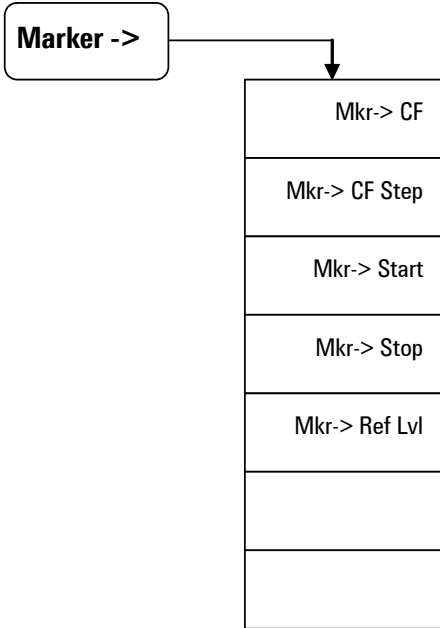 Marker ->
Mkr-> CF
Mkr-> CF Step
Mkr-> Start
Mkr-> Stop
Mkr-> Ref Lvl